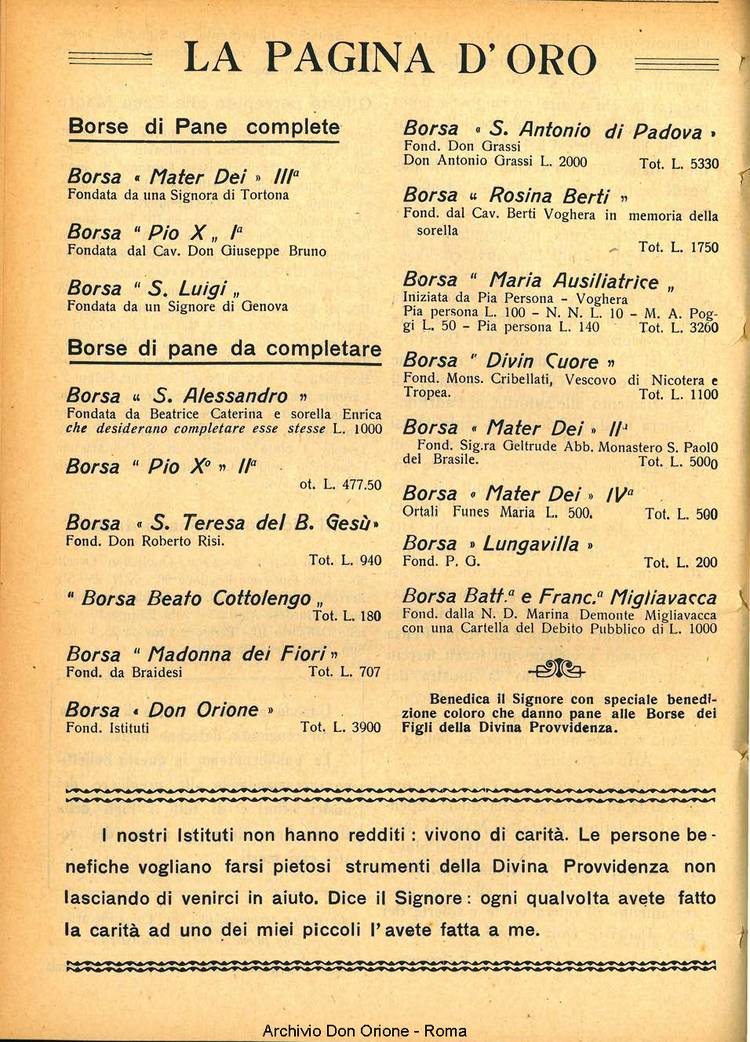 LA PAGINA D'ORO
Borse di Pane complete
Borsa « Mater Dei » IIIª
Fondata da una Signora di Tortona
Borsa " Pio X „ Iª
Fondata dal Cav. Don Giuseppe Bruno
Borsa " S. Luigi „
Fondata da un Signore di Genova
Borse di pane da completare
Borsa “ S. Alessandro ”
Fondata da Beatrice Caterina e sorella Enrica
che desiderano completare esse stesse L. 1000
Borsa " Pio Xº ” IIª
ot. L. 477.50
Borsa « S. Teresa del B. Gesù»
Fond. Don Roberto Risi.
Tot. L. 940
" Borsa Beato Cottolengo „
Tot. L. 180
Borsa " Madonna dei Fiori ”
Fond. da Braidesi Tot. L. 707
Borsa « Don Orione »
Fond. Istituti Tot. L. 3900
Borsa « S. Antonio di Padova »
Fond. Don Grassi
Don Antonio Grassi L. 2000 Tot. L. 5330
Borsa “ Rosina Berti ”
Fond. dal Cav. Berti Voghera in memoria della
sorella
Tot. L. 1750
Borsa " Maria Ausiliatrice „
Iniziata da Pia Persona - Voghera
Pia persona L. 100 - N. N. L. 10 - M. A. Pog-
gi L. 50 - Pia persona L. 140 Tot. L. 3260
Borsa " Divin Cuore ”
Fond. Mons. Cribellati, Vescovo di Nicotera e
Tropea. Tot. L. 1100
Borsa « Mater Dei » IIª
Fond. Sig.ra Geltrude Abb. Monastero S. PaolO
del Brasile. Tot. L. 5000
Borsa « Mater Dei » IVª
Ortali Funes Maria L. 500. Tot. L. 500
Borsa » Lungavilla »
Fond. P. G. Tot. L. 200
Borsa Batt.ª e Franc.ª Migliavacca
Fond. dalla N. D. Marina Demonte Migliavacca
con una Cartella del Debito Pubblico di L. 1000
Benedica il Signore con speciale benedi-
zione coloro che danno pane alle Borse dei
Figli della Divina Provvidenza.
I nostri Istituti non hanno redditi : vivono di carità. Le persone be-
nefiche vogliano farsi pietosi strumenti della Divina Provvidenza non
lasciando di venirci in aiuto. Dice il Signore : ogni qualvolta avete fatto
la carità ad uno dei miei piccoli l'avete fatta a me.
Archivio Don Orione - Roma